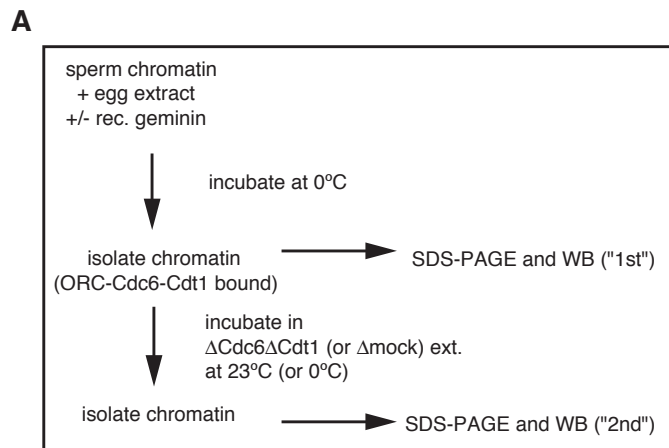 A
sperm chromatin
+ egg extract
+/- rec. geminin
incubate at 0ºC
isolate chromatin
(ORC-Cdc6-Cdt1 bound)
SDS-PAGE and WB ("1st")
incubate in
ΔCdc6ΔCdt1 (or Δmock) ext.
at 23ºC (or 0ºC)
isolate chromatin
SDS-PAGE and WB ("2nd")